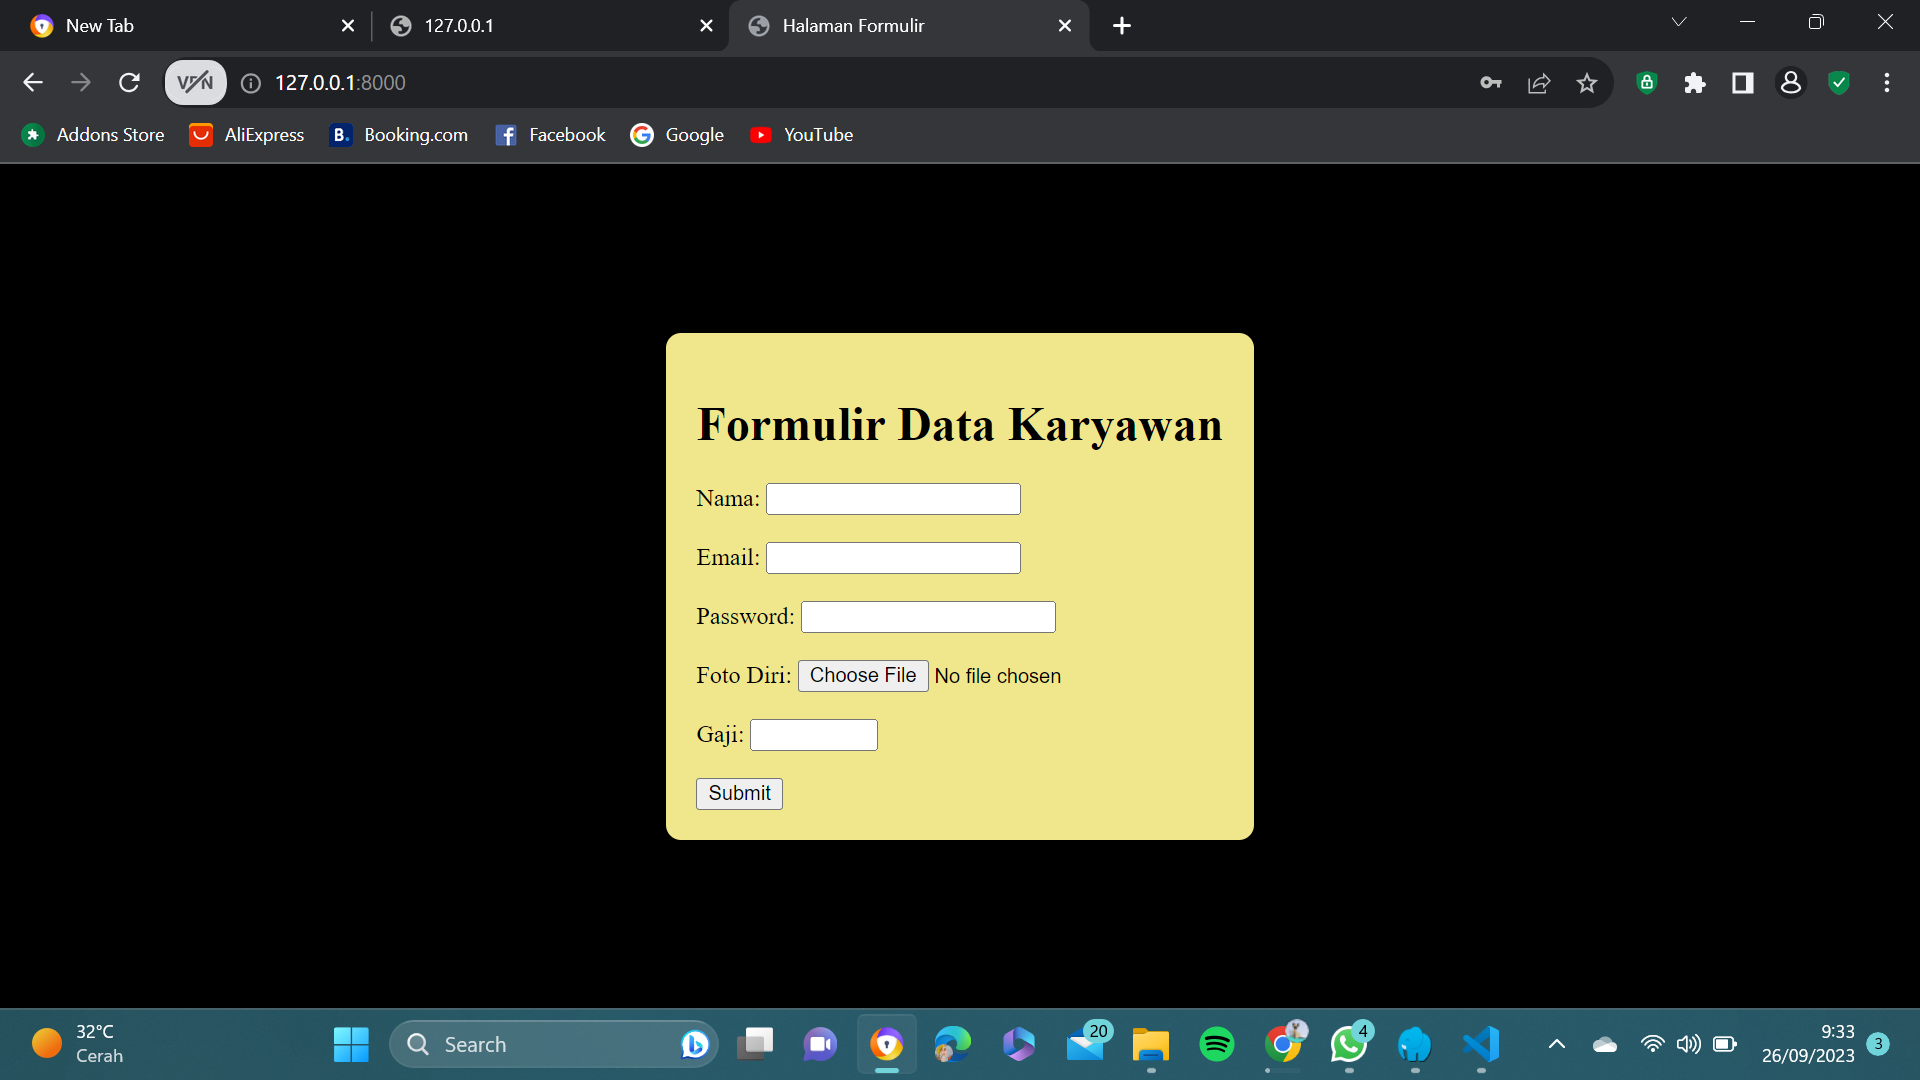 New Tab
127.0.0.1
Halaman Formulir
VPN
127.0.0.1:8000
Addons Store
AliExpress
B.
Booking.com
Facebook
Google
YouTube
Formulir Data Karyawan
Nama:
Email:
Password:
Foto Diri: Choose File No file chosen
Gaji:
Submit
32°C
Cerah
Search
20
4
9:33
26/09/2023
3